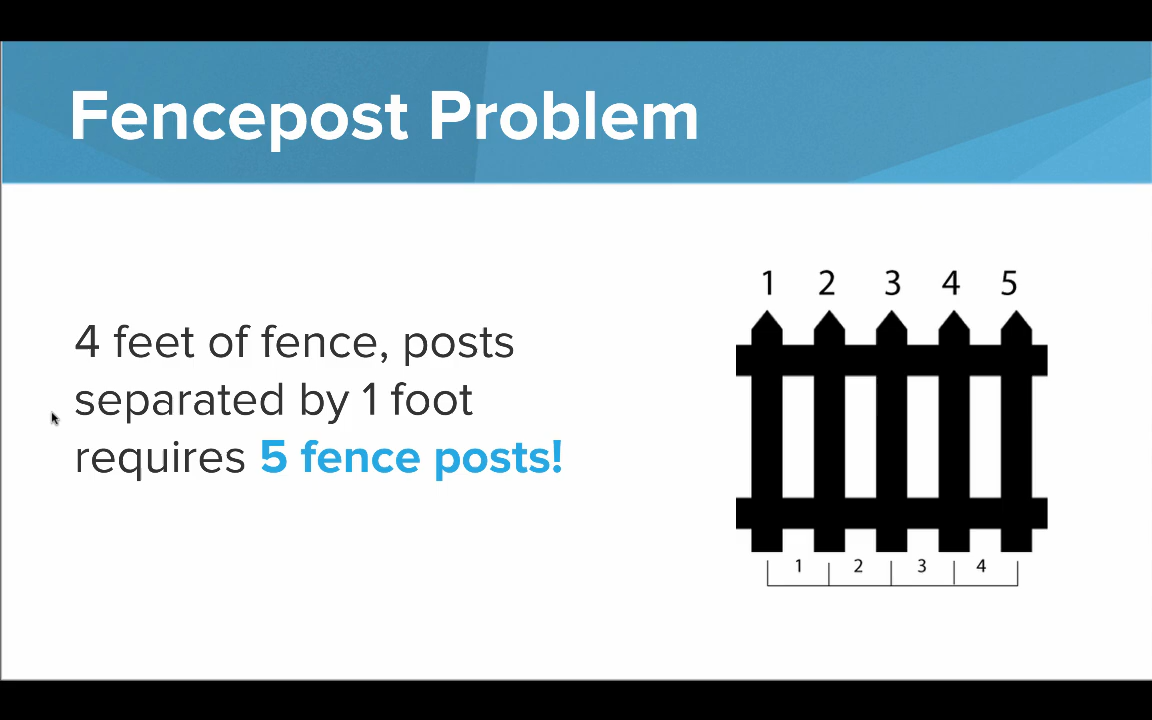 Fencepost Problem
1 2 3 4 5
4 feet of fence, posts
separated by 1 foot
requires 5 fence posts!
1 2 3 4